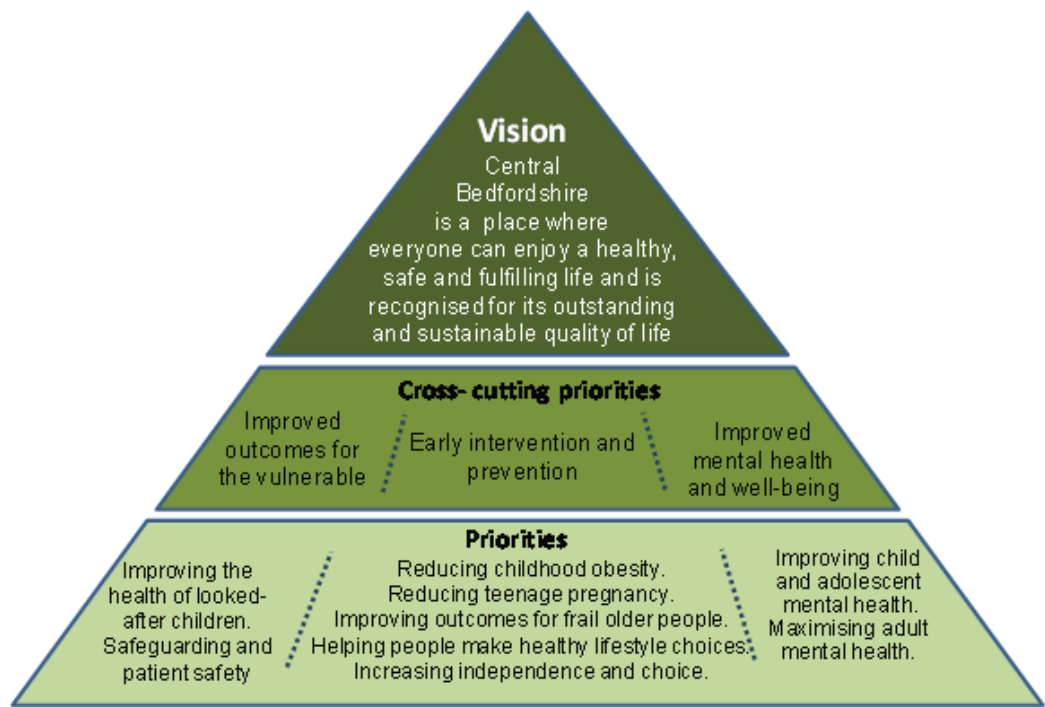 Vision
Central
Bedfordshire
is a place where
everyone can enjoy a healthy,
safe and fulfilling life and is
recognised for its outstanding
and sustainable quality of life
Cross- cutting priorities
Improved
outcomes for
the vulnerable
Early intervention and
prevention
Improved
mental health
and well-being
Priorities
Improving the
health of looked-
after children.
Safeguarding and
patient safety
Reducing childhood obesity.
Reducing teenage pregnancy.
Improving outcomes for frail older people.
Helping people make healthy lifestyle choices.
Increasing independence and choice.
Improving child
and adolescent
mental health.
Maximising adult
mental health.